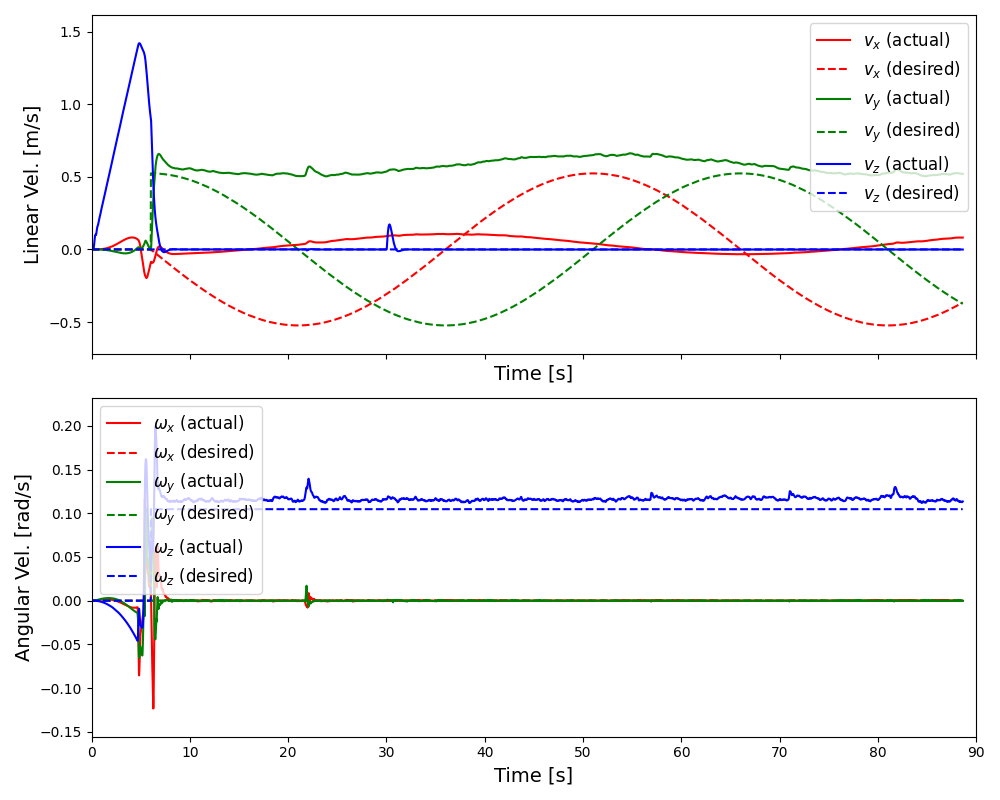 Linear Vel. [m/s]
1.5
1.0
0.5
0.0
−0.5
v_x (actual)
v_x (desired)
v_y (actual)
v_y (desired)
v_z (actual)
v_z (desired)
Time [s]
Angular Vel. [rad/s]
0.20
0.15
0.10
0.05
0.00
−0.05
−0.10
−0.15
ω_x (actual)
ω_x (desired)
ω_y (actual)
ω_y (desired)
ω_z (actual)
ω_z (desired)
0 10 20 30 40 50 60 70 80 90
Time [s]